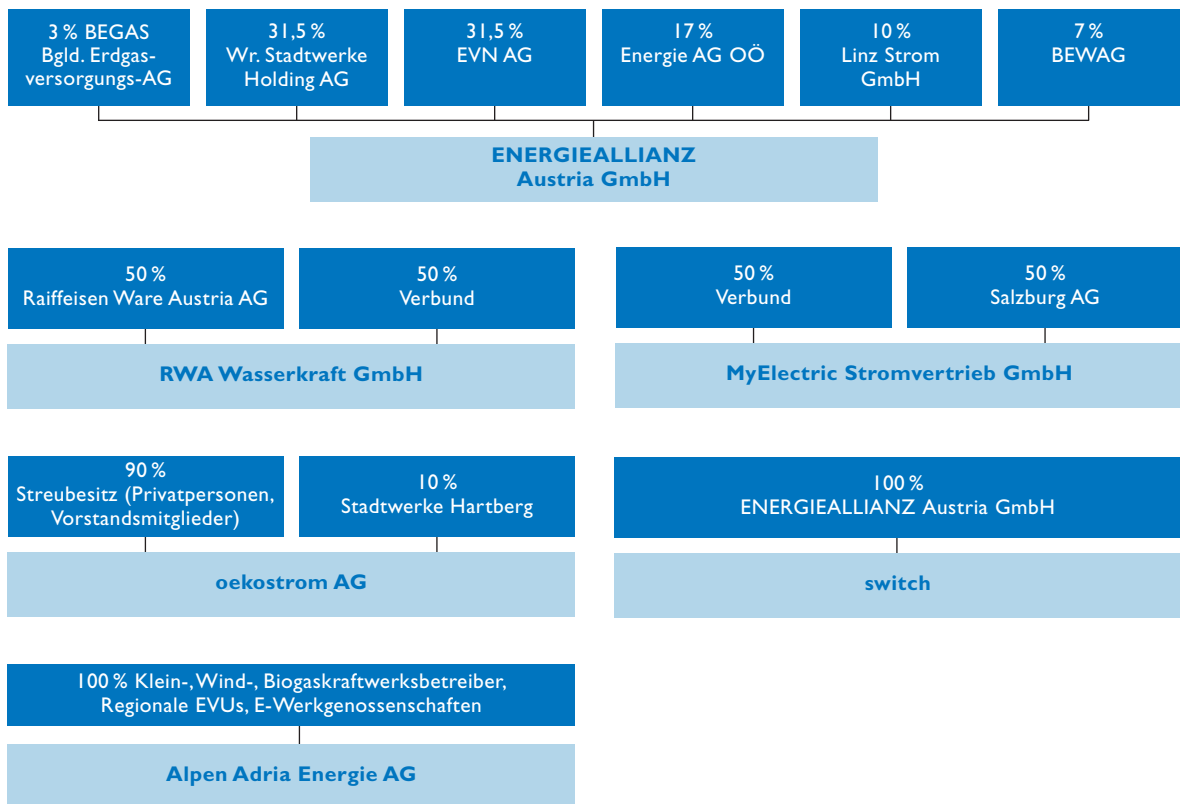 3 % BEGAS
Bgld. Erdgas-
versorgungs-AG
31,5 %
Wr. Stadtwerke
Holding AG
31,5 %
EVN AG
17 %
Energie AG OÖ
10 %
Linz Strom
GmbH
7 %
BEWAG
ENERGIEALLIANZ
Austria GmbH
50 %
Raiffeisen Ware Austria AG
50 %
Verbund
RWA Wasserkraft GmbH
50 %
Verbund
50 %
Salzburg AG
MyElectric Stromvertrieb GmbH
90 %
Streubesitz (Privatpersonen,
Vorstandsmitglieder)
10 %
Stadtwerke Hartberg
oekostrom AG
100 %
ENERGIEALLIANZ Austria GmbH
switch
100 % Klein-, Wind-, Biogaskraftwerksbetreiber,
Regionale EVUs, E-Werkgenossenschaften
Alpen Adria Energie AG